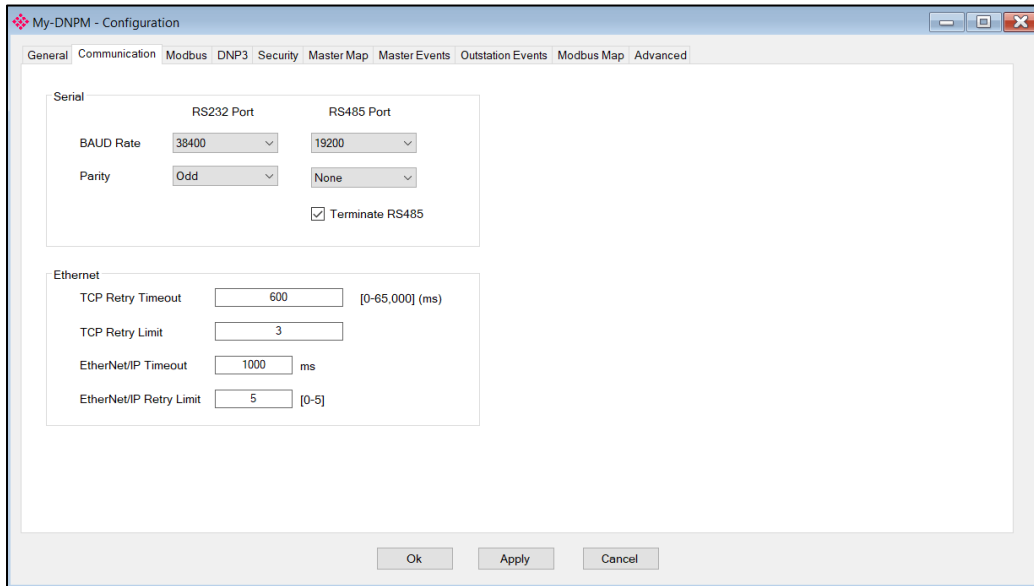 My-DNPM - Configuration
General Communication Modbus DNP3 Security Master Map Master Events Outstation Events Modbus Map Advanced
Serial
RS232 Port RS485 Port
BAUD Rate 38400 19200
Parity Odd None
Terminate RS485
Ethernet
TCP Retry Timeout 600 [0-65,000] (ms)
TCP Retry Limit 3
EtherNet/IP Timeout 1000 ms
EtherNet/IP Retry Limit 5 [0-5]
Ok Apply Cancel